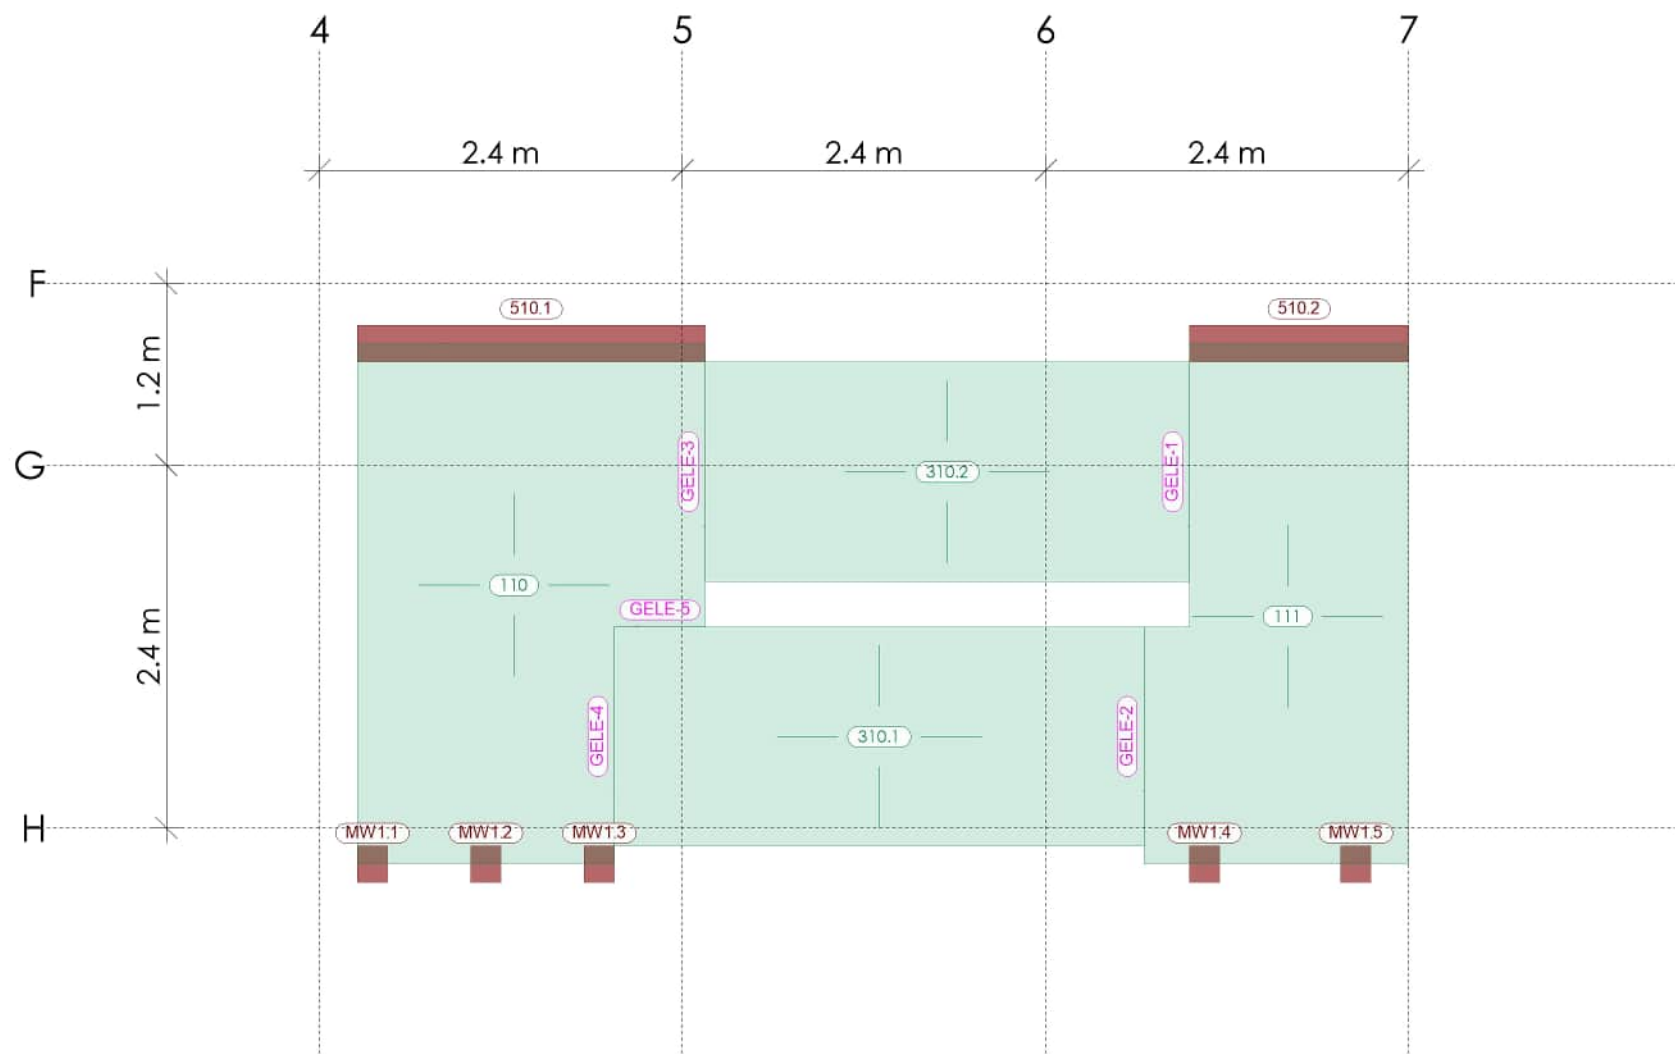 4 5 6 7
2.4 m 2.4 m 2.4 m
F
510.1 510.2
1.2 m
G
GELE-3
310.2
GELE-1
110
GELE-5
111
2.4 m
GELE-4
310.1
GELE-2
H
MW1.1 MW1.2 MW1.3 MW1.4 MW1.5